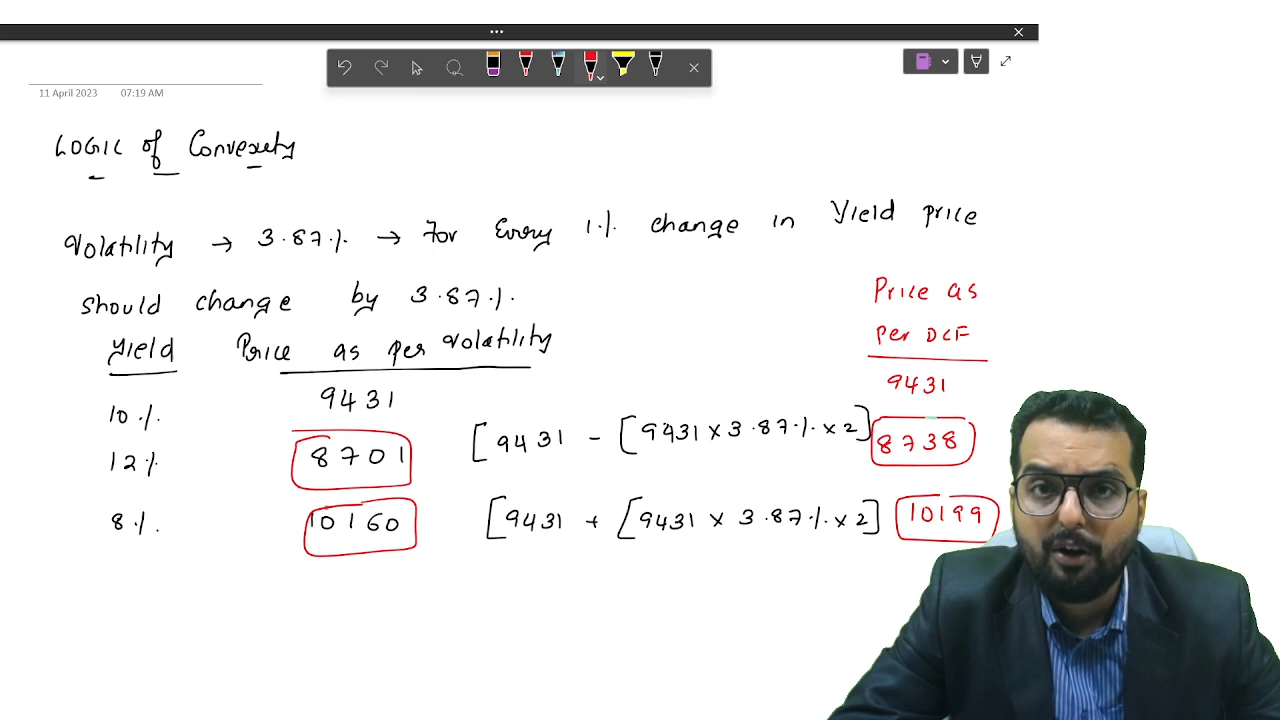 11 April 2023 07:19 AM
LOGIC of Convexity
Volatility → 3.87% → For Every 1% change in Yield price
should change by 3.87%.
Price as
per DCF
Yield Price as per Volatility
10% 9431 9431
12% 8701 [9431 - [9431 x 3.87% x 2] 8738
8% 10160 [9431 + [9431 x 3.87% x 2] 10199